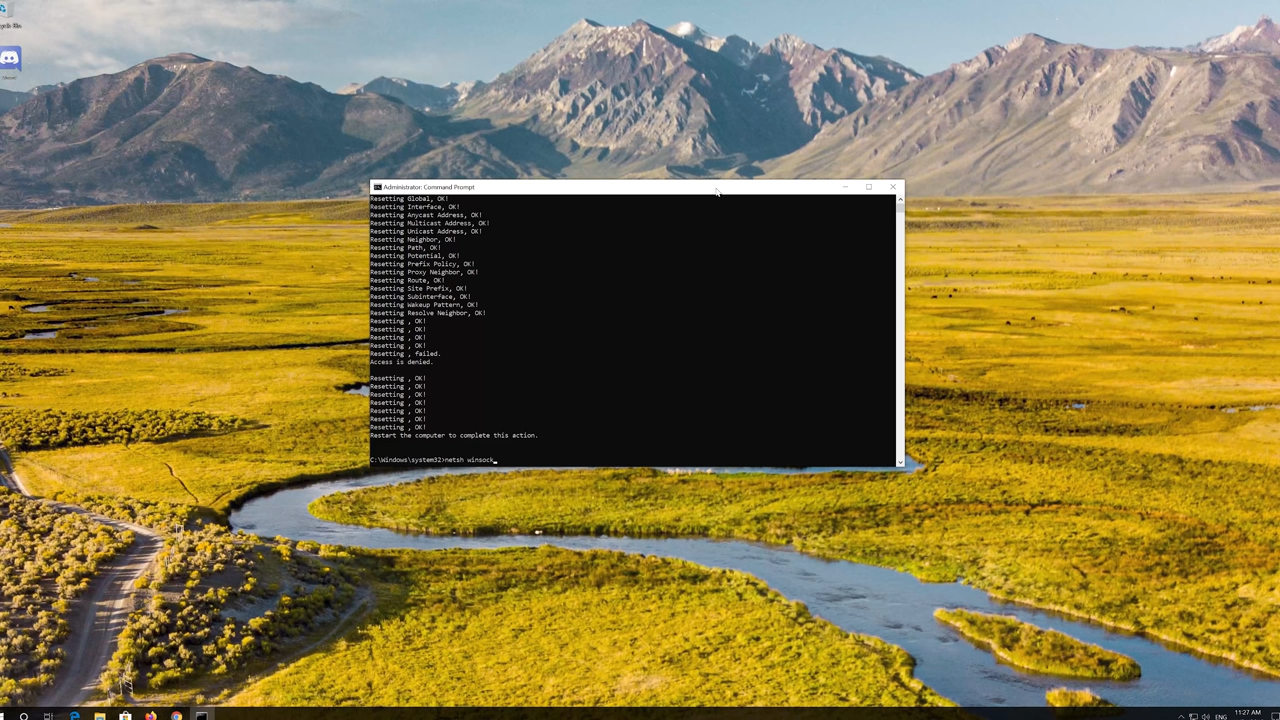 Administrator: Command Prompt
Resetting Global, OK!
Resetting Interface, OK!
Resetting Anycast Address, OK!
Resetting Multicast Address, OK!
Resetting Unicast Address, OK!
Resetting Neighbor, OK!
Resetting Path, OK!
Resetting Potential, OK!
Resetting Prefix Policy, OK!
Resetting Proxy Neighbor, OK!
Resetting Route, OK!
Resetting Site Prefix, OK!
Resetting Subinterface, OK!
Resetting Wakeup Pattern, OK!
Resetting Resolve Neighbor, OK!
Resetting , OK!
Resetting , OK!
Resetting , OK!
Resetting , OK!
Resetting , failed.
Access is denied.
Resetting , OK!
Resetting , OK!
Resetting , OK!
Resetting , OK!
Resetting , OK!
Resetting , OK!
Resetting , OK!
Restart the computer to complete this action.
C:\Windows\system32>netsh winsock
ENG
11:27 AM